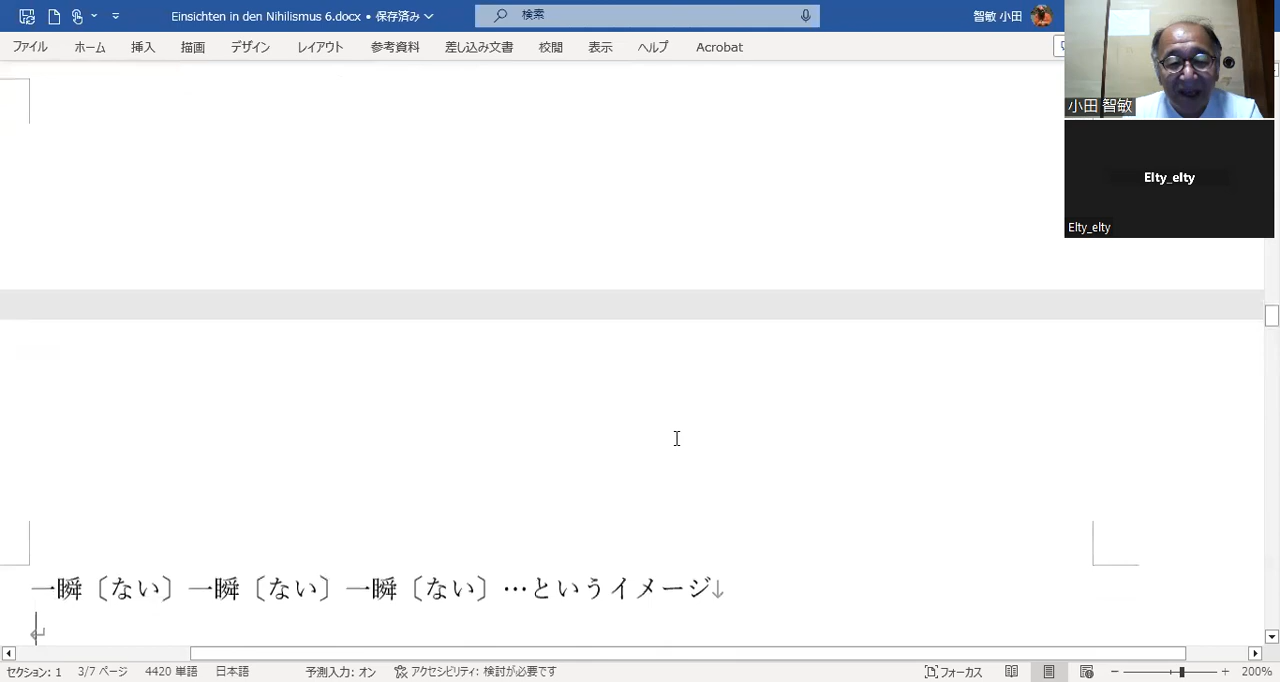 Einsichten in den Nihilismus 6.docx • 保存済み
検索
智敏 小田
ファイル ホーム 挿入 描画 デザイン レイアウト 参考資料 差し込み文書 校閲 表示 ヘルプ Acrobat
小田 智敏
Elty_elty
Elty_elty
一瞬〔ない〕一瞬〔ない〕一瞬〔ない〕…というイメージ↓
セクション: 1 3/7 ページ 4420 単語 日本語 予測入力: オン アクセシビリティ: 検討が必要です フォーカス 200%